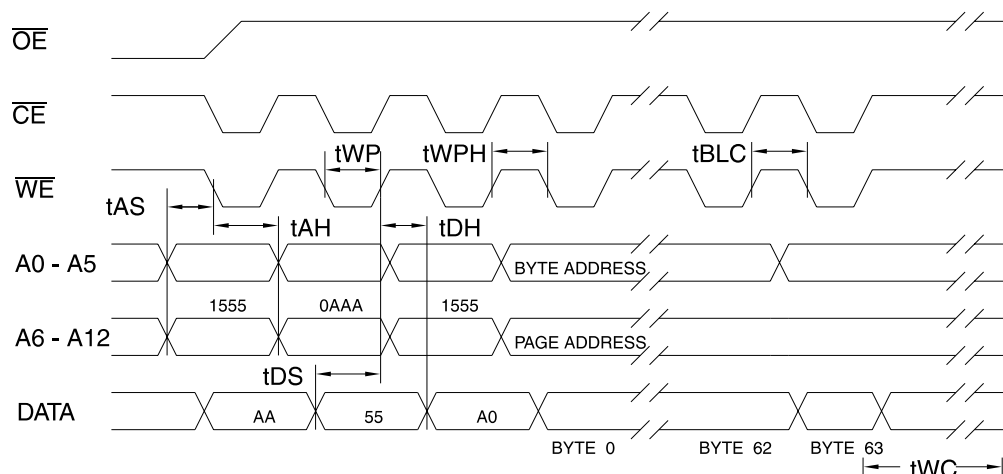 OE
CE
tWP tWPH tBLC
WE
tAS
tAH tDH
A0 - A5 BYTE ADDRESS
1555 0AAA 1555
A6 - A12 PAGE ADDRESS
tDS
DATA AA 55 A0
BYTE 0 BYTE 62 BYTE 63
tWC